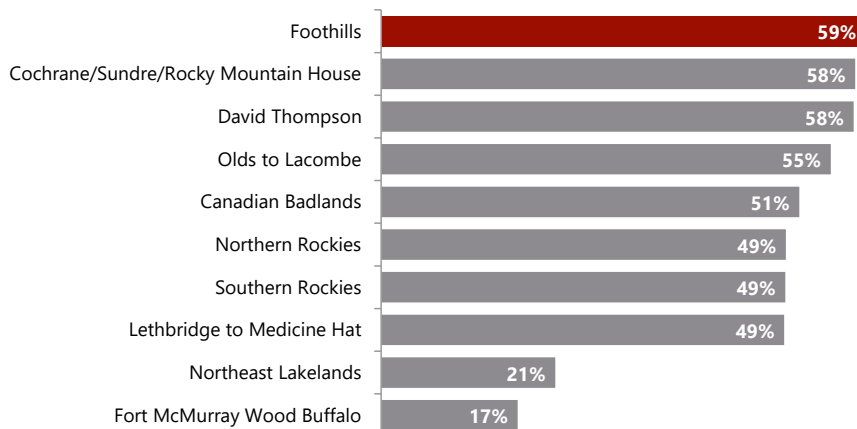 Foothills 59%
Cochrane/Sundre/Rocky Mountain House 58%
David Thompson 58%
Olds to Lacombe 55%
Canadian Badlands 51%
Northern Rockies 49%
Southern Rockies 49%
Lethbridge to Medicine Hat 49%
Northeast Lakelands 21%
Fort McMurray Wood Buffalo 17%